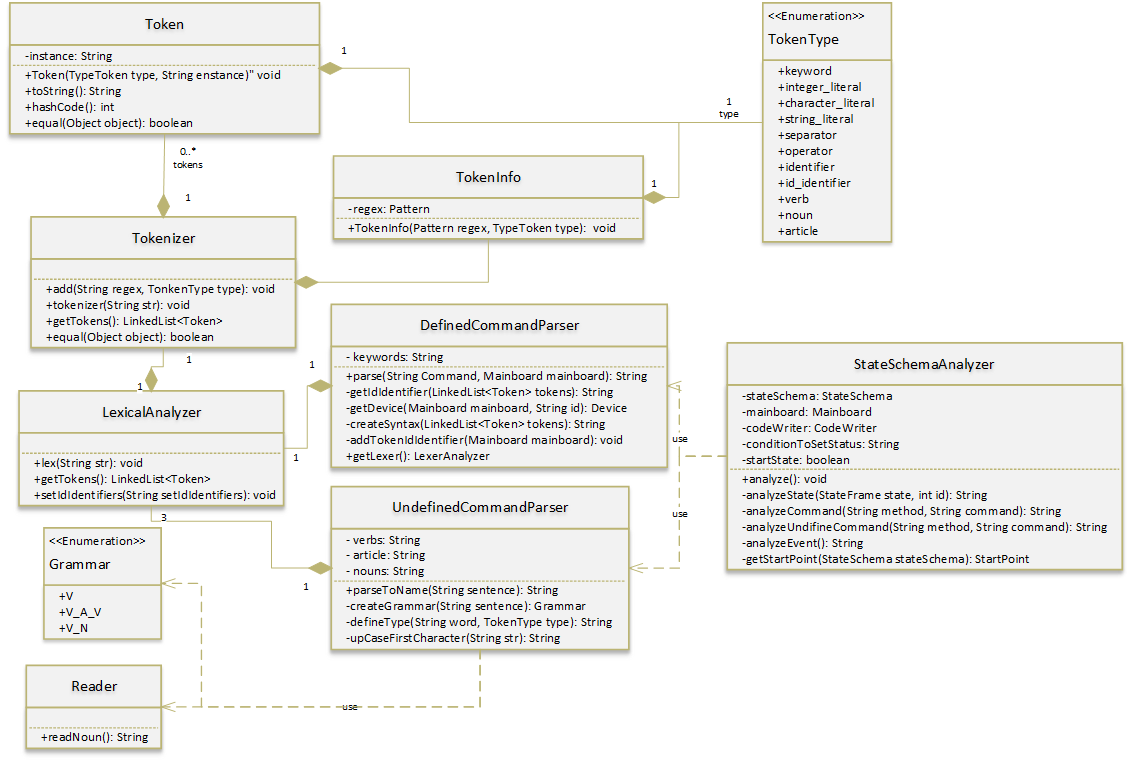 Token
-instance: String
+Token(TypeToken type, String enstance)" void
+toString(): String
+hashCode(): int
+equal(Object object): boolean
1
<<Enumeration>>
TokenType
+keyword
+integer_literal
+character_literal
+string_literal
+separator
+operator
+identifier
+id_identifier
+verb
+noun
+article
1
type
0..*
tokens
1
TokenInfo
- regex: Pattern
+TokenInfo(Pattern regex, TypeToken type):  void
1
Tokenizer
+add(String regex, TonkenType type): void
+tokenizer(String str): void
+getTokens(): LinkedList<Token>
+equal(Object object): boolean
1
1
LexicalAnalyzer
+lex(String str): void
+getTokens(): LinkedList<Token>
+setIdIdentifiers(String setIdIdentifiers): void
1
1
3
1
DefinedCommandParser
- keywords: String
+parse(String Command, Mainboard mainboard): String
-getIdIdentifier(LinkedList<Token> tokens): String
-getDevice(Mainboard mainboard, String id): Device
-createSyntax(LinkedList<Token> tokens): String
-addTokenIdIdentifier(Mainboard mainboard): void
+getLexer(): LexerAnalyzer
use
use
StateSchemaAnalyzer
-stateSchema: StateSchema
-mainboard: Mainboard
-codeWriter: CodeWriter
-conditionToSetStatus: String
-startState: boolean
+analyze(): void
-analyzeState(StateFrame state, int id): String
-analyzeCommand(String method, String command): String
-analyzeUndifineCommand(String method, String command): String
-analyzeEvent(): String
-getStartPoint(StateSchema stateSchema): StartPoint
UndefinedCommandParser
- verbs: String
- article: String
- nouns: String
+parseToName(String sentence): String
-createGrammar(String sentence): Grammar
-defineType(String word, TokenType type): String
-upCaseFirstCharacter(String str): String
<<Enumeration>>
Grammar
+V
+V_A_V
+V_N
Reader
+readNoun(): String
use